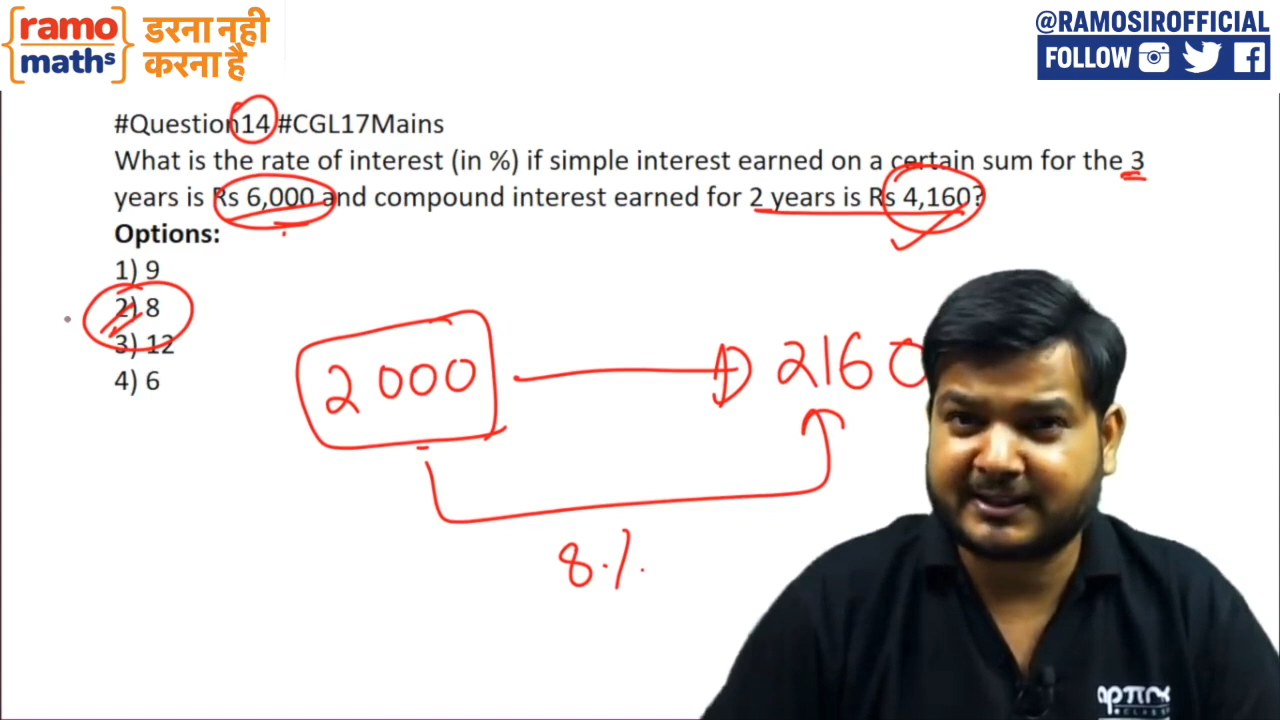 ramo
maths
डरना नही
करना है
@RAMOSIROFFICIAL
FOLLOW
#Question14 #CGL17Mains
What is the rate of interest (in %) if simple interest earned on a certain sum for the 3
years is Rs 6,000 and compound interest earned for 2 years is Rs 4,160?
Options:
1) 9
2) 8
3) 12
4) 6
2000
2160
8%